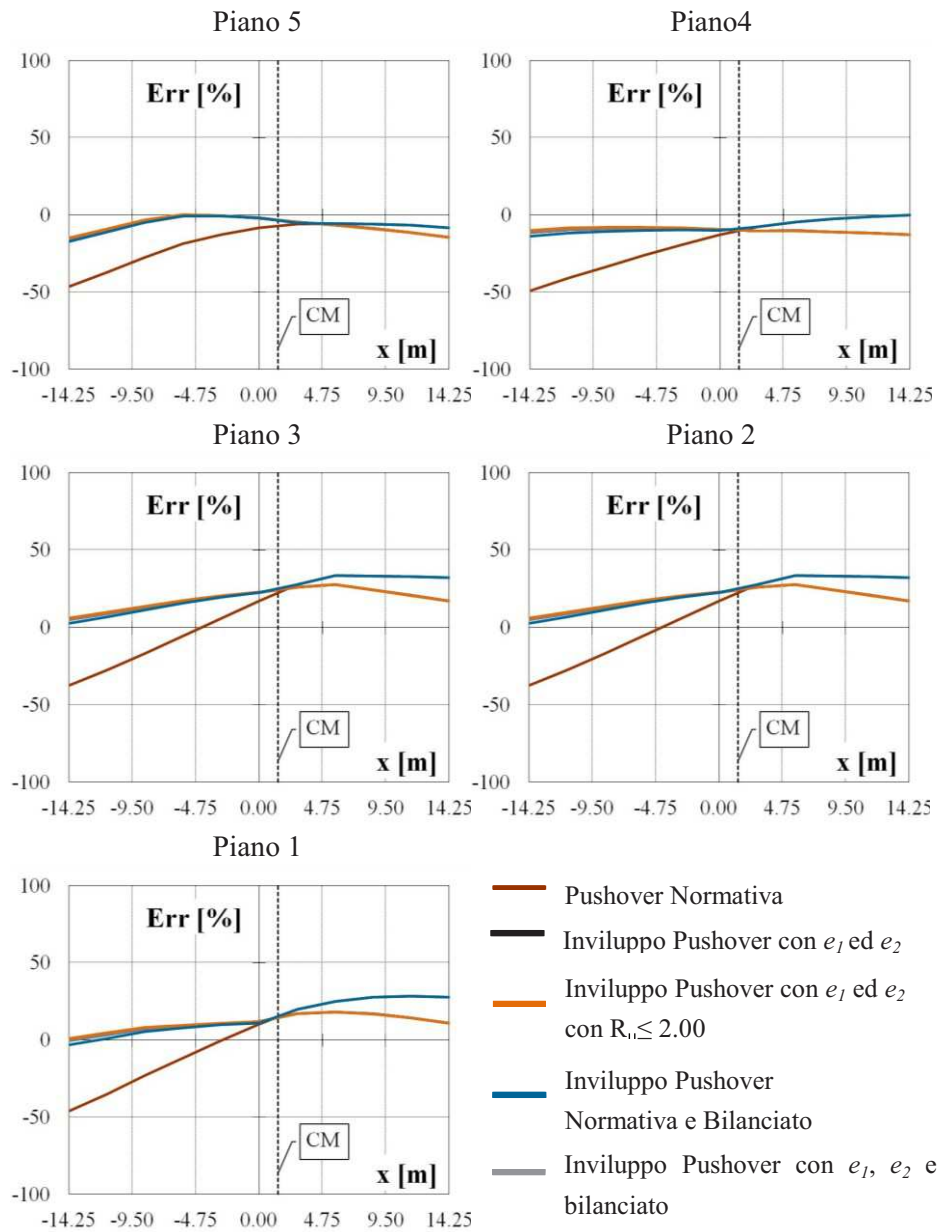 Piano 5
100
50
0
-50
-100
Err [%]
CM
x [m]
-14.25 -9.50 -4.75 0.00 4.75 9.50 14.25
Piano4
100
50
0
-50
-100
Err [%]
CM
x [m]
-14.25 -9.50 -4.75 0.00 4.75 9.50 14.25
Piano 3
100
50
0
-50
-100
Err [%]
CM
x [m]
-14.25 -9.50 -4.75 0.00 4.75 9.50 14.25
Piano 2
100
50
0
-50
-100
Err [%]
CM
x [m]
-14.25 -9.50 -4.75 0.00 4.75 9.50 14.25
Piano 1
100
50
0
-50
-100
Err [%]
CM
x [m]
-14.25 -9.50 -4.75 0.00 4.75 9.50 14.25
Pushover Normativa
Inviluppo Pushover con e1 ed e2
Inviluppo Pushover con e1 ed e2
con Rμ≤ 2.00
Inviluppo Pushover
Normativa e Bilanciato
Inviluppo Pushover con e1, e2 e
bilanciato